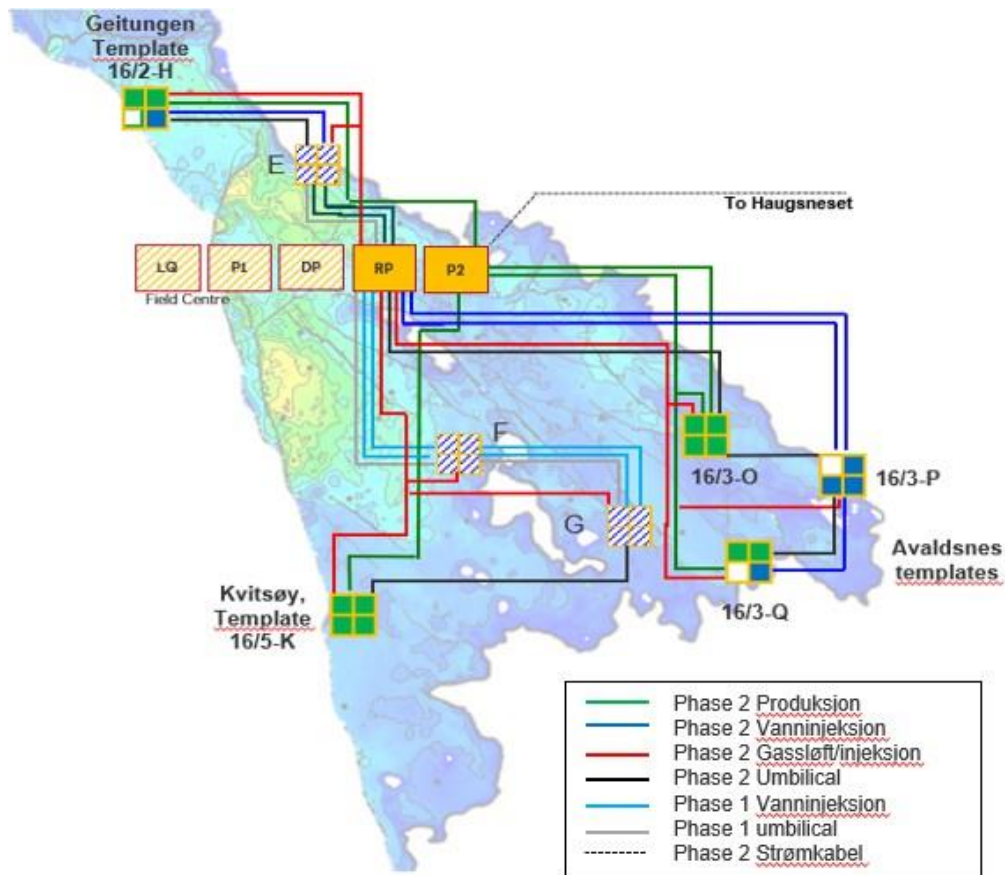 Geitungen
Template
16/2-H
E
To Haugsneset
LQ
P1
DP
RP
P2
Field Centre
F
16/3-O
16/3-P
G
Avaldsnes
templates
16/3-Q
Kvitsøy,
Template
16/5-K
Phase 2 Produksjon
Phase 2 Vanninjeksjon
Phase 2 Gassløft/injeksjon
Phase 2 Umbilical
Phase 1 Vanninjeksjon
Phase 1 umbilical
Phase 2 Strømkabel